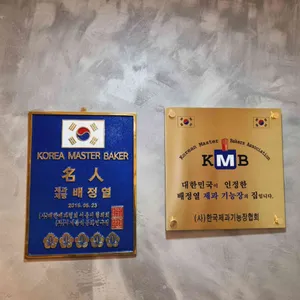 KOREA MASTER BAKER
名人
배정열
2016.06.23
Korean Master Bakers Association
KMB
대한민국이 인정한
배정열 제과 기능장의 집입니다.
(사)한국제과기능장협회